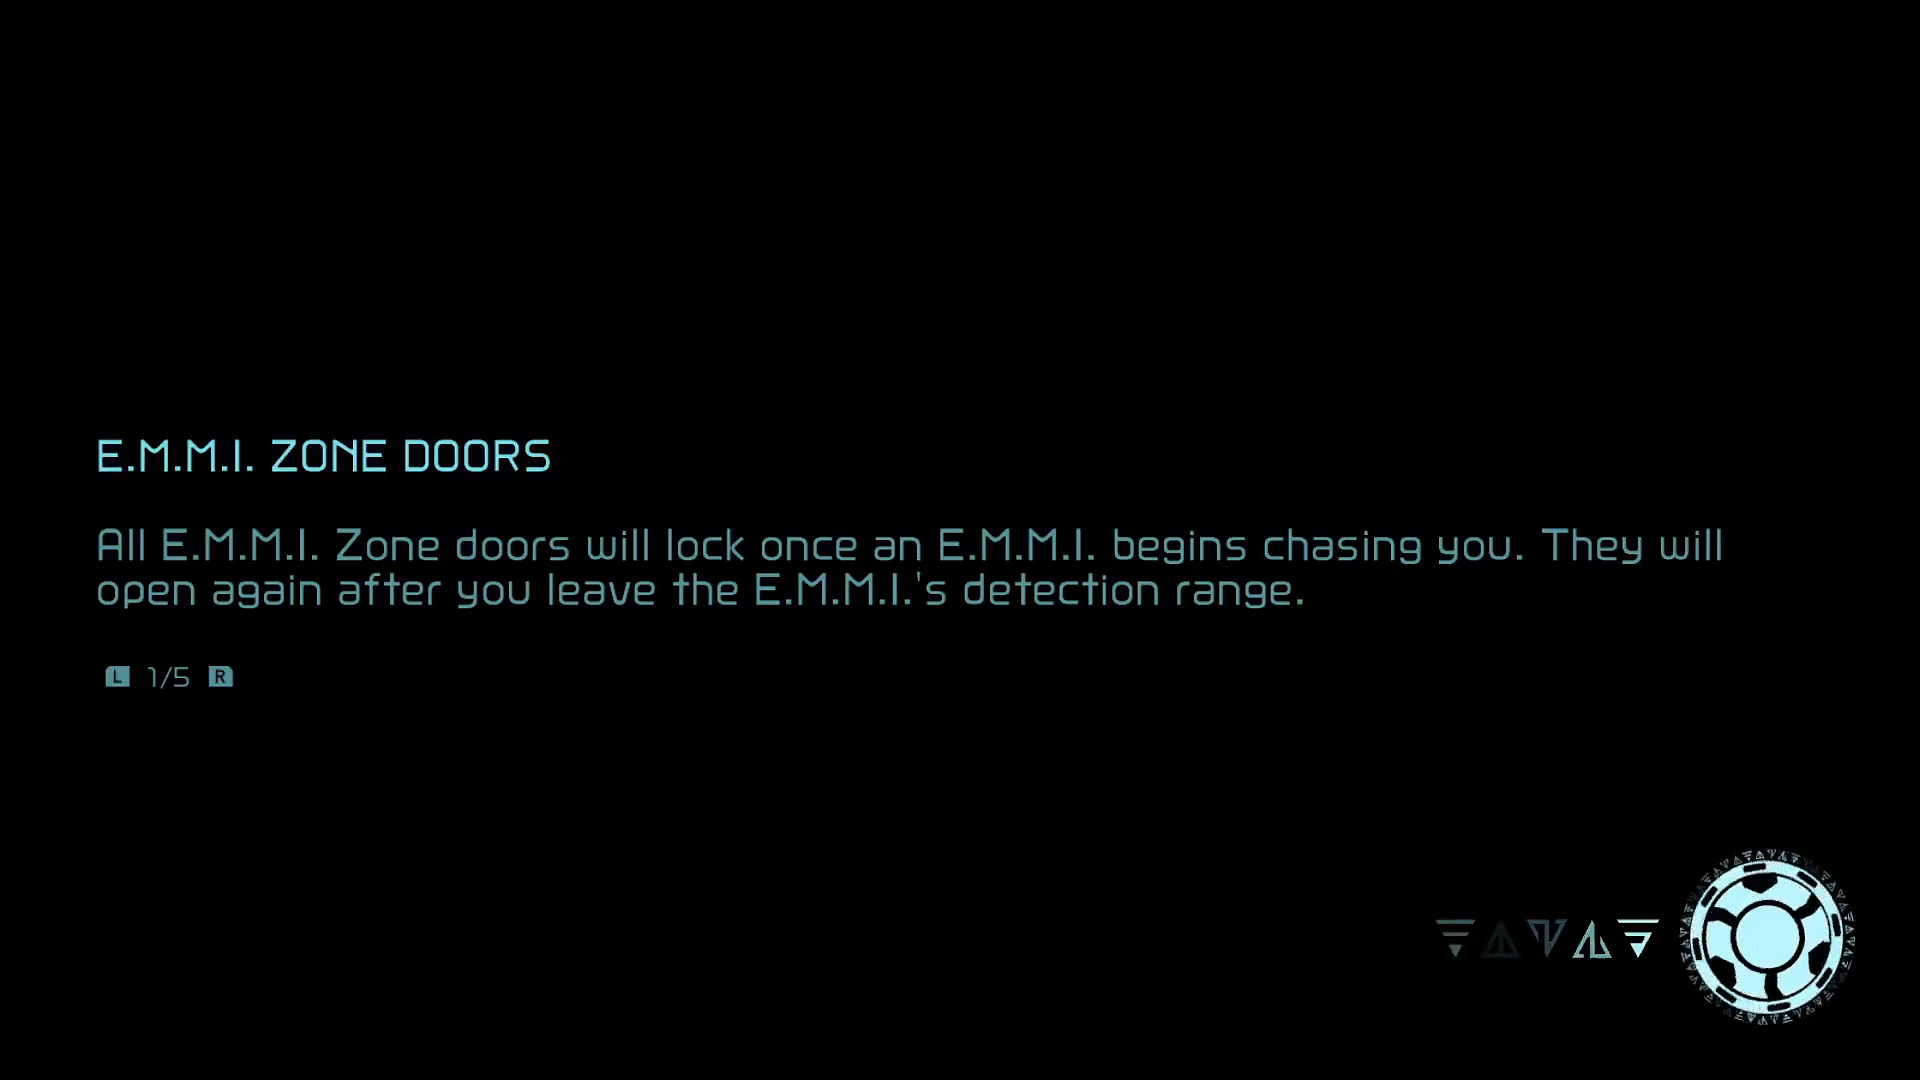 E.M.M.I. ZONE DOORS
All E.M.M.I. Zone doors will lock once an E.M.M.I. begins chasing you. They will
open again after you leave the E.M.M.I.'s detection range.
L 1/5 R